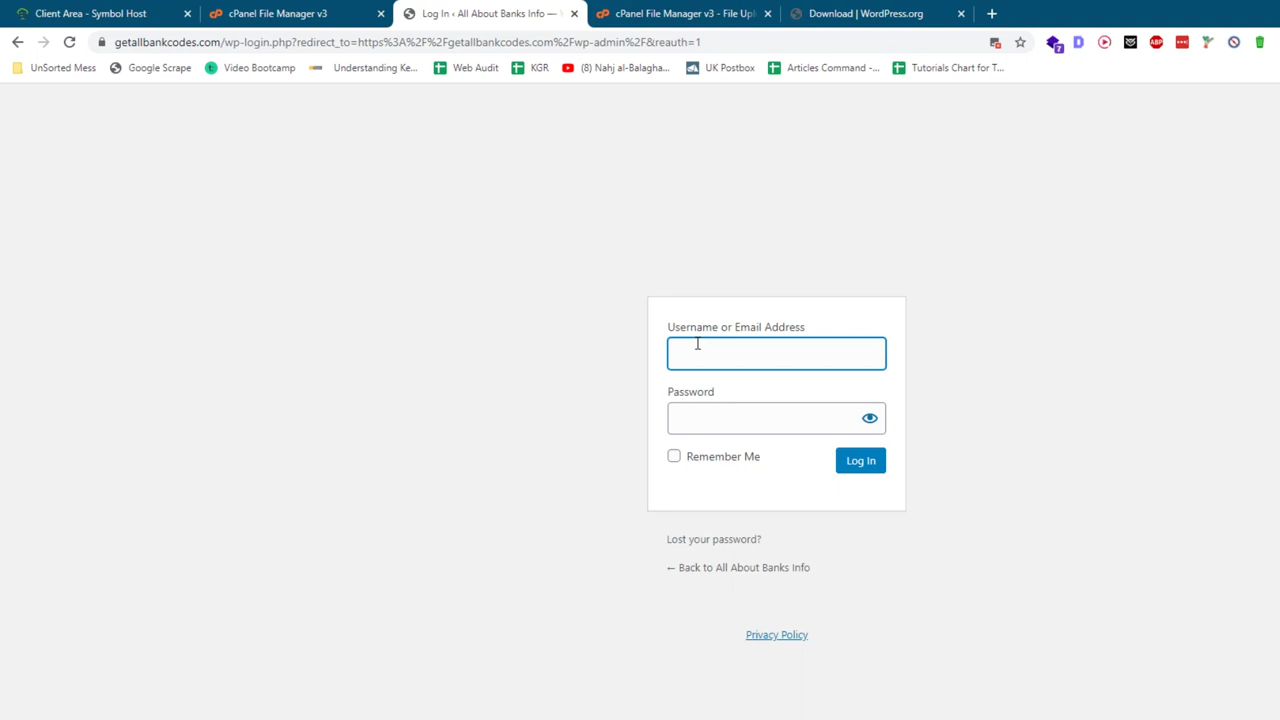 Client Area - Symbol Host
cPanel File Manager v3
Log In ‹ All About Banks Info —
cPanel File Manager v3 - File Upl
Download | WordPress.org
getallbankcodes.com/wp-login.php?redirect_to=https%3A%2F%2Fgetallbankcodes.com%2Fwp-admin%2F&reauth=1
7
ABP
UnSorted Mess
Google Scrape
Video Bootcamp
Understanding Ke...
Web Audit
KGR
(8) Nahj al-Balagha...
UK Postbox
Articles Command -...
Tutorials Chart for T...
Username or Email Address
Password
Remember Me
Log In
Lost your password?
← Back to All About Banks Info
Privacy Policy